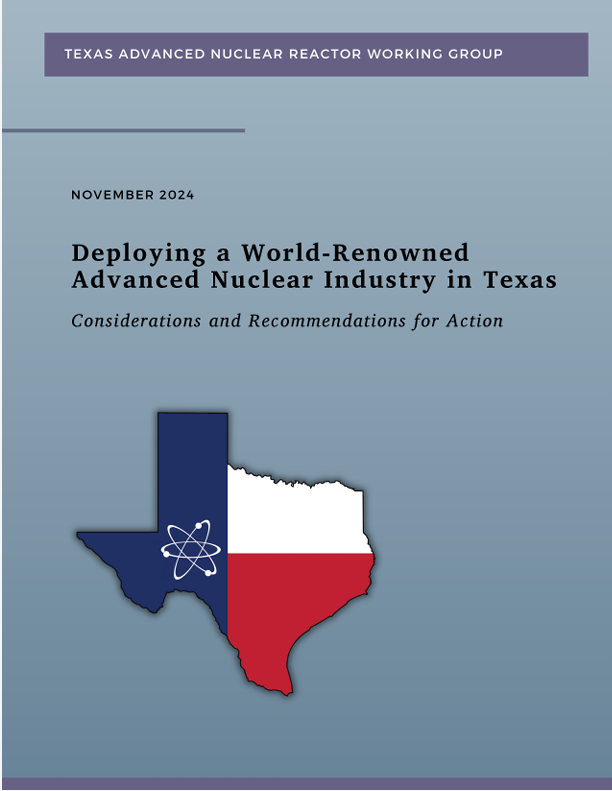 TEXAS ADVANCED NUCLEAR REACTOR WORKING GROUP
NOVEMBER 2024
Deploying a World-Renowned
Advanced Nuclear Industry in Texas
Considerations and Recommendations for Action